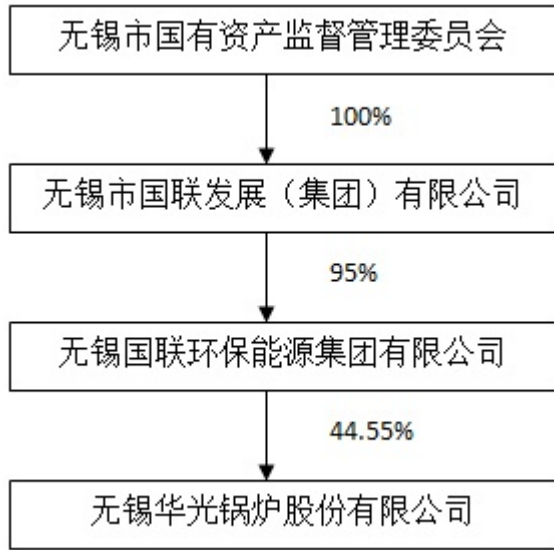 无锡市国有资产监督管理委员会
100%
无锡市国联发展（集团）有限公司
95%
无锡国联环保能源集团有限公司
44.55%
无锡华光锅炉股份有限公司